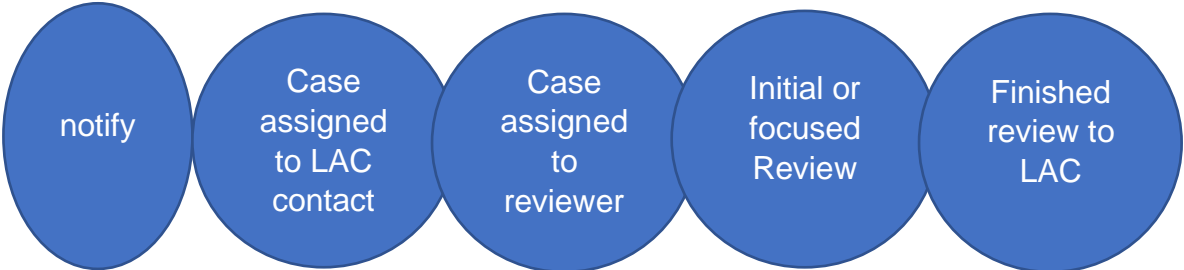 notify
Case
assigned
to LAC
contact
Case
assigned
to
reviewer
Initial or
focused
Review
Finished
review to
LAC